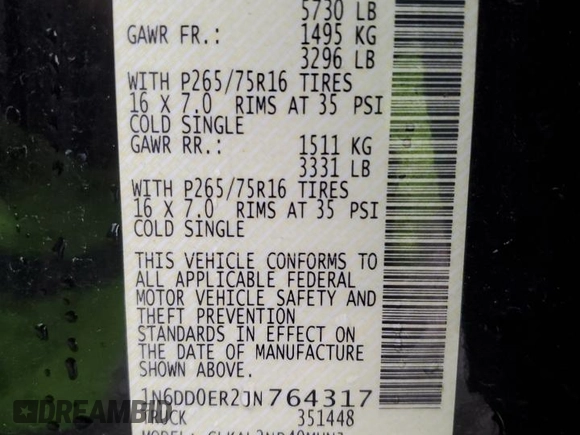 5730 LB
GAWR FR.: 1495 KG
3296 LB
WITH P265/75R16 TIRES
16 X 7.0 RIMS AT 35 PSI
COLD SINGLE
GAWR RR.: 1511 KG
3331 LB
WITH P265/75R16 TIRES
16 X 7.0 RIMS AT 35 PSI
COLD SINGLE
THIS VEHICLE CONFORMS TO
ALL APPLICABLE FEDERAL
MOTOR VEHICLE SAFETY AND
THEFT PREVENTION
STANDARDS IN EFFECT ON
THE DATE OF MANUFACTURE
SHOWN ABOVE.
1N6DD0ER2JN764317
TRUCK 351448
DREAMBID